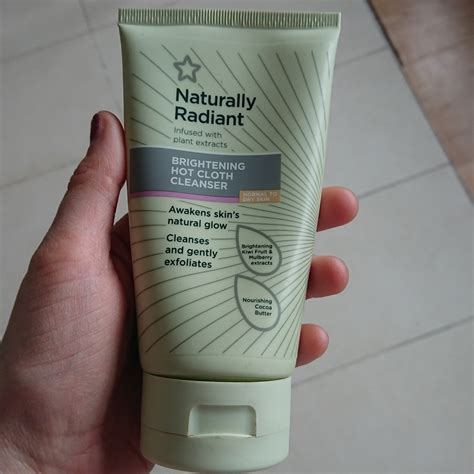 Naturally
Radiant
Infused with
plant extracts
BRIGHTENING
HOT CLOTH
CLEANSER
NORMAL TO
DRY SKIN
Awakens skin's
natural glow
Cleanses
and gently
exfoliates
Brightening
Kiwi Fruit &
Mulberry
extracts
Nourishing
Cocoa
Butter